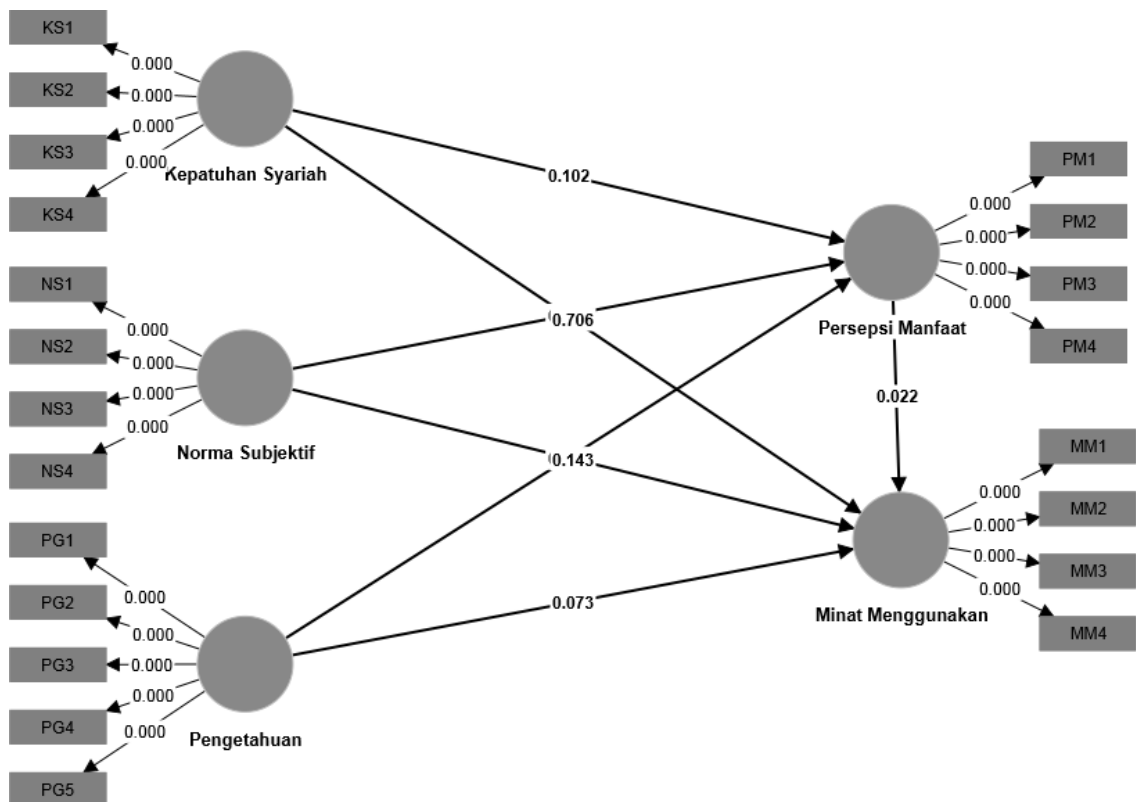 KS1
0.000
KS2
0.000
KS3
0.000
0.000
KS4
Kepatuhan Syariah
NS1
0.000
NS2
0.000
NS3
0.000
0.000
NS4
Norma Subjektif
PG1
0.000
PG2
0.000
PG3
0.000
PG4
0.000
0.000
PG5
Pengetahuan
0.102
0.706
0.143
0.073
0.022
PM1
0.000
PM2
0.000
PM3
0.000
0.000
PM4
Persepsi Manfaat
MM1
0.000
MM2
0.000
MM3
0.000
0.000
MM4
Minat Menggunakan